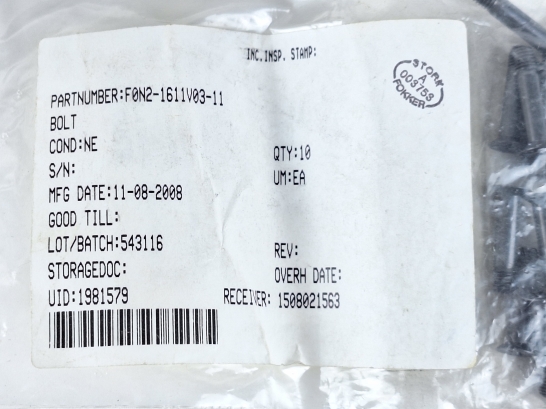 INC.INSP. STAMP:
STORK
A
003753
FOKKER
PARTNUMBER:F0N2-1611V03-11
BOLT
COND:NE
QTY:10
S/N:
UM:EA
MFG DATE:11-08-2008
GOOD TILL:
LOT/BATCH:543116
REV:
STORAGEDOC:
OVERH DATE:
UID:1981579
RECEIVER: 1508021563